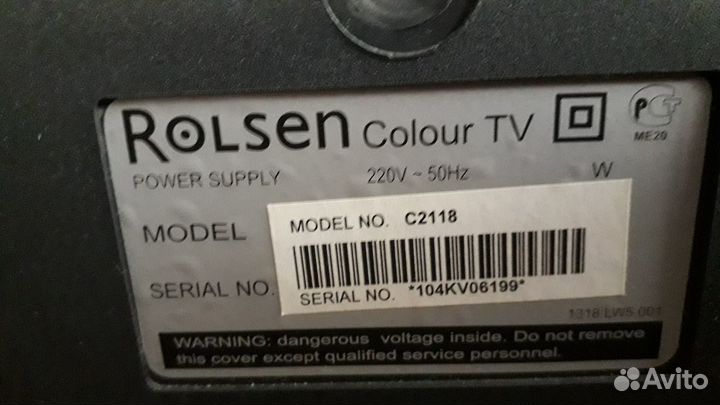 ROLSen Colour TV
ME20
POWER SUPPLY 220V ~ 50Hz W
MODEL
MODEL NO. C2118
SERIAL NO.
SERIAL NO. *104KV06199*
1318-LW5-001
WARNING: dangerous voltage inside. Do not remove
this cover except qualified service personnel.
Avito